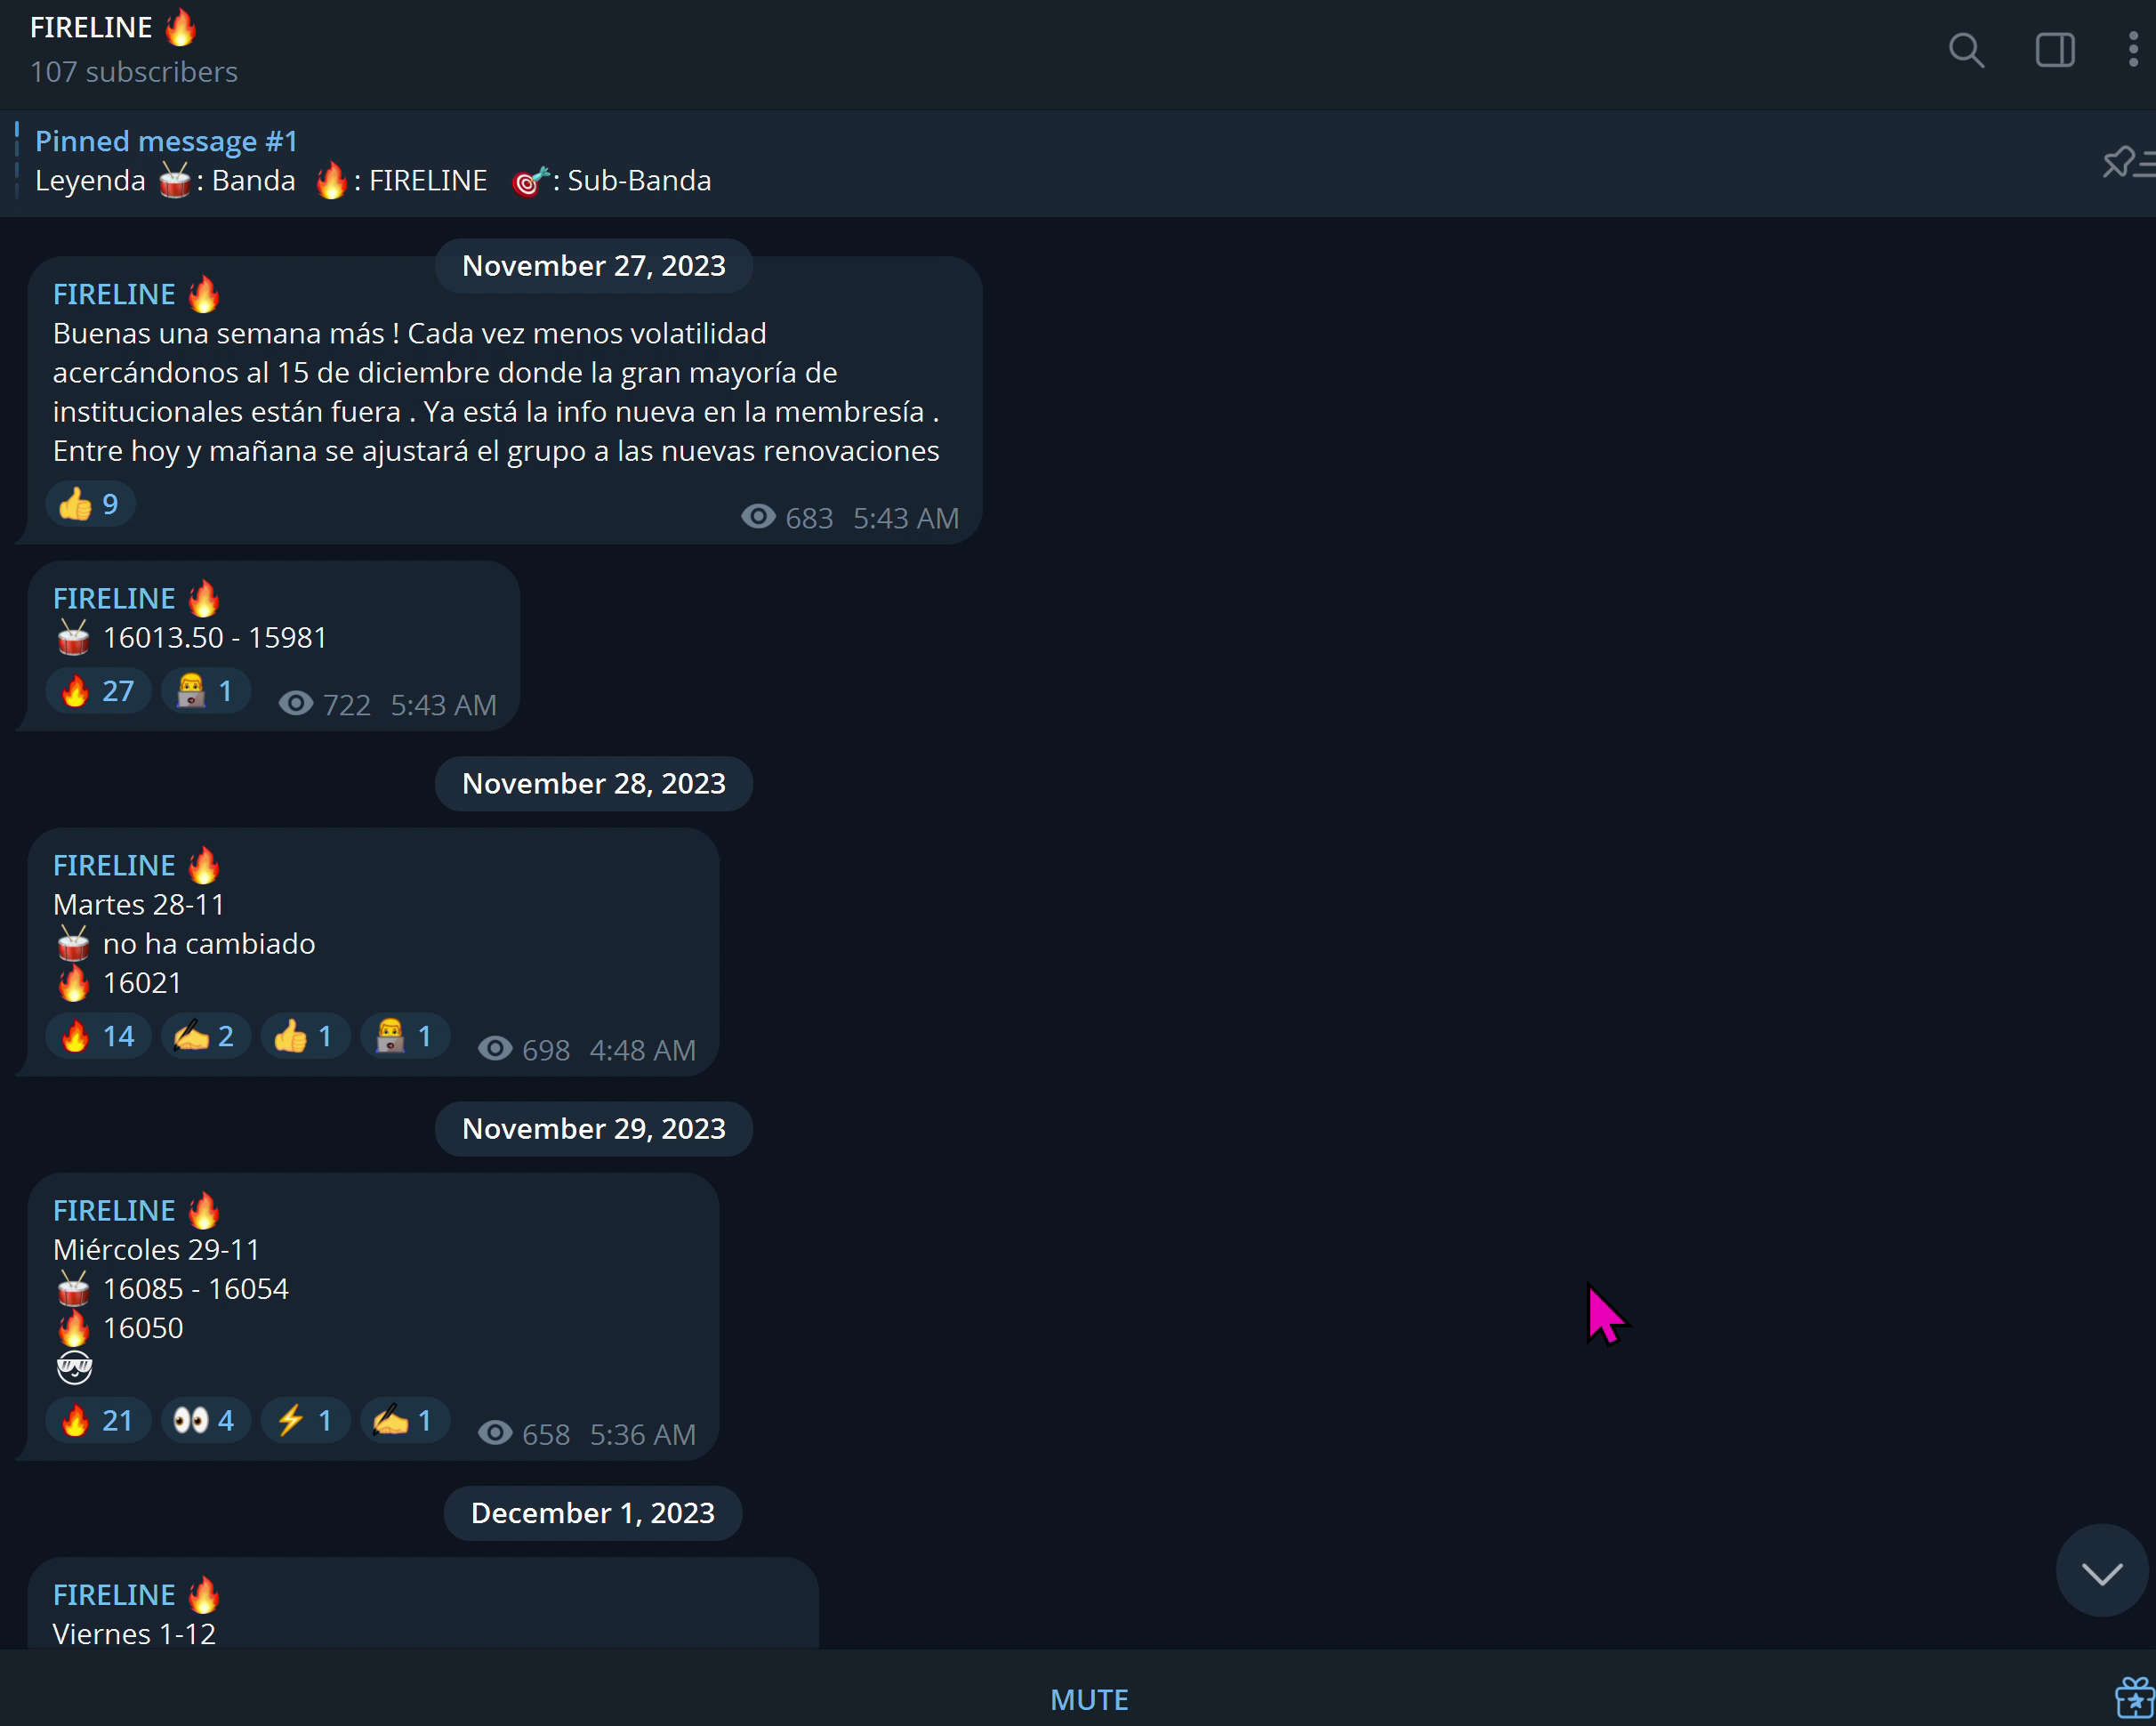 FIRELINE 🔥
107 subscribers
Pinned message #1
Leyenda 🥁: Banda 🔥: FIRELINE 🎯: Sub-Banda
November 27, 2023
FIRELINE 🔥
Buenas una semana más ! Cada vez menos volatilidad
acercándonos al 15 de diciembre donde la gran mayoría de
institucionales están fuera . Ya está la info nueva en la membresía .
Entre hoy y mañana se ajustará el grupo a las nuevas renovaciones
👍 9 683 5:43 AM
FIRELINE 🔥
🥁 16013.50 - 15981
🔥 27 👨‍💻 1 722 5:43 AM
November 28, 2023
FIRELINE 🔥
Martes 28-11
🥁 no ha cambiado
🔥 16021
🔥 14 ✍️ 2 👍 1 👨‍💻 1 698 4:48 AM
November 29, 2023
FIRELINE 🔥
Miércoles 29-11
🥁 16085 - 16054
🔥 16050
😎
🔥 21 👀 4 ⚡ 1 ✍️ 1 658 5:36 AM
December 1, 2023
FIRELINE 🔥
Viernes 1-12
MUTE